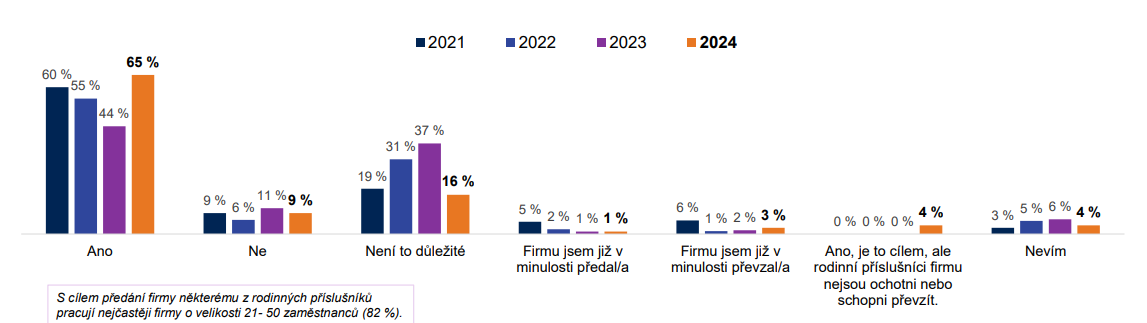 2021 2022 2023 2024
60 % 55 % 44 % 65 %
9 % 6 % 11 % 9 %
19 % 31 % 37 % 16 %
5 % 2 % 1 % 1 %
6 % 1 % 2 % 3 %
0 % 0 % 0 % 4 %
3 % 5 % 6 % 4 %
Ano
Ne
Není to důležité
Firmu jsem již v
minulosti předal/a
Firmu jsem již v
minulosti převzal/a
Ano, je to cílem, ale
rodinní příslušníci firmu
nejsou ochotni nebo
schopni převzít.
Nevím
S cílem předání firmy některému z rodinných příslušníků
pracují nejčastěji firmy o velikosti 21- 50 zaměstnanců (82 %).